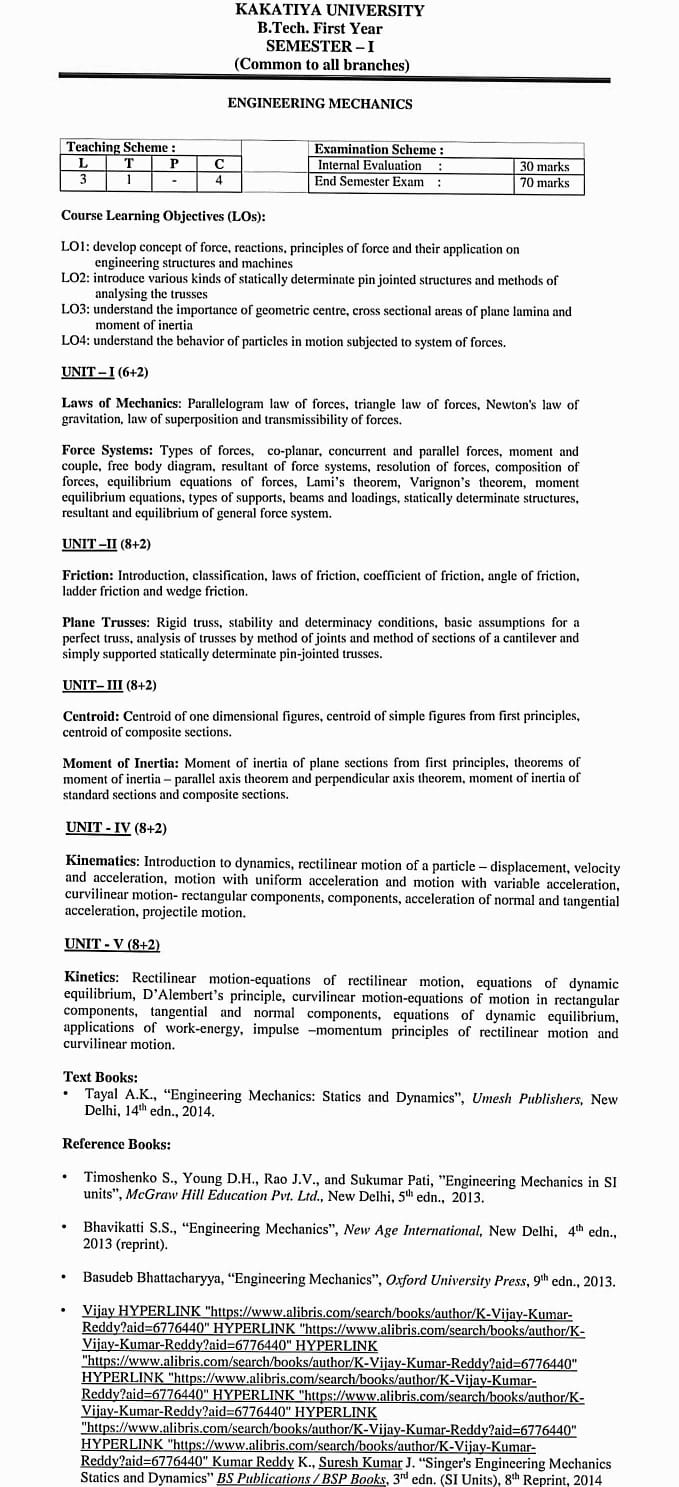 KAKATIYA UNIVERSITY
B.Tech. First Year
SEMESTER – I
(Common to all branches)
ENGINEERING MECHANICS
Teaching Scheme :
L T P C
3 1 - 4
Examination Scheme :
Internal Evaluation : 30 marks
End Semester Exam : 70 marks
Course Learning Objectives (LOs):
LO1: develop concept of force, reactions, principles of force and their application on
engineering structures and machines
LO2: introduce various kinds of statically determinate pin jointed structures and methods of
analysing the trusses
LO3: understand the importance of geometric centre, cross sectional areas of plane lamina and
moment of inertia
LO4: understand the behavior of particles in motion subjected to system of forces.
UNIT – I (6+2)
Laws of Mechanics: Parallelogram law of forces, triangle law of forces, Newton's law of
gravitation, law of superposition and transmissibility of forces.
Force Systems: Types of forces, co-planar, concurrent and parallel forces, moment and
couple, free body diagram, resultant of force systems, resolution of forces, composition of
forces, equilibrium equations of forces, Lami's theorem, Varignon's theorem, moment
equilibrium equations, types of supports, beams and loadings, statically determinate structures,
resultant and equilibrium of general force system.
UNIT –II (8+2)
Friction: Introduction, classification, laws of friction, coefficient of friction, angle of friction,
ladder friction and wedge friction.
Plane Trusses: Rigid truss, stability and determinacy conditions, basic assumptions for a
perfect truss, analysis of trusses by method of joints and method of sections of a cantilever and
simply supported statically determinate pin-jointed trusses.
UNIT– III (8+2)
Centroid: Centroid of one dimensional figures, centroid of simple figures from first principles,
centroid of composite sections.
Moment of Inertia: Moment of inertia of plane sections from first principles, theorems of
moment of inertia – parallel axis theorem and perpendicular axis theorem, moment of inertia of
standard sections and composite sections.
UNIT - IV (8+2)
Kinematics: Introduction to dynamics, rectilinear motion of a particle – displacement, velocity
and acceleration, motion with uniform acceleration and motion with variable acceleration,
curvilinear motion- rectangular components, components, acceleration of normal and tangential
acceleration, projectile motion.
UNIT - V (8+2)
Kinetics: Rectilinear motion-equations of rectilinear motion, equations of dynamic
equilibrium, D'Alembert's principle, curvilinear motion-equations of motion in rectangular
components, tangential and normal components, equations of dynamic equilibrium,
applications of work-energy, impulse –momentum principles of rectilinear motion and
curvilinear motion.
Text Books:
• Tayal A.K., “Engineering Mechanics: Statics and Dynamics”, Umesh Publishers, New
Delhi, 14th edn., 2014.
Reference Books:
• Timoshenko S., Young D.H., Rao J.V., and Sukumar Pati, ”Engineering Mechanics in SI
units”, McGraw Hill Education Pvt. Ltd., New Delhi, 5th edn., 2013.
• Bhavikatti S.S., “Engineering Mechanics”, New Age International, New Delhi, 4th edn.,
2013 (reprint).
• Basudeb Bhattacharyya, “Engineering Mechanics”, Oxford University Press, 9th edn., 2013.
• Vijay HYPERLINK "https://www.alibris.com/search/books/author/K-Vijay-Kumar-
Reddy?aid=6776440" HYPERLINK "https://www.alibris.com/search/books/author/K-
Vijay-Kumar-Reddy?aid=6776440" HYPERLINK
"https://www.alibris.com/search/books/author/K-Vijay-Kumar-Reddy?aid=6776440"
HYPERLINK "https://www.alibris.com/search/books/author/K-Vijay-Kumar-
Reddy?aid=6776440" HYPERLINK "https://www.alibris.com/search/books/author/K-
Vijay-Kumar-Reddy?aid=6776440" HYPERLINK
"https://www.alibris.com/search/books/author/K-Vijay-Kumar-Reddy?aid=6776440"
HYPERLINK "https://www.alibris.com/search/books/author/K-Vijay-Kumar-
Reddy?aid=6776440" Kumar Reddy K., Suresh Kumar J. “Singer's Engineering Mechanics
Statics and Dynamics” BS Publications / BSP Books, 3rd edn. (SI Units), 8th Reprint, 2014